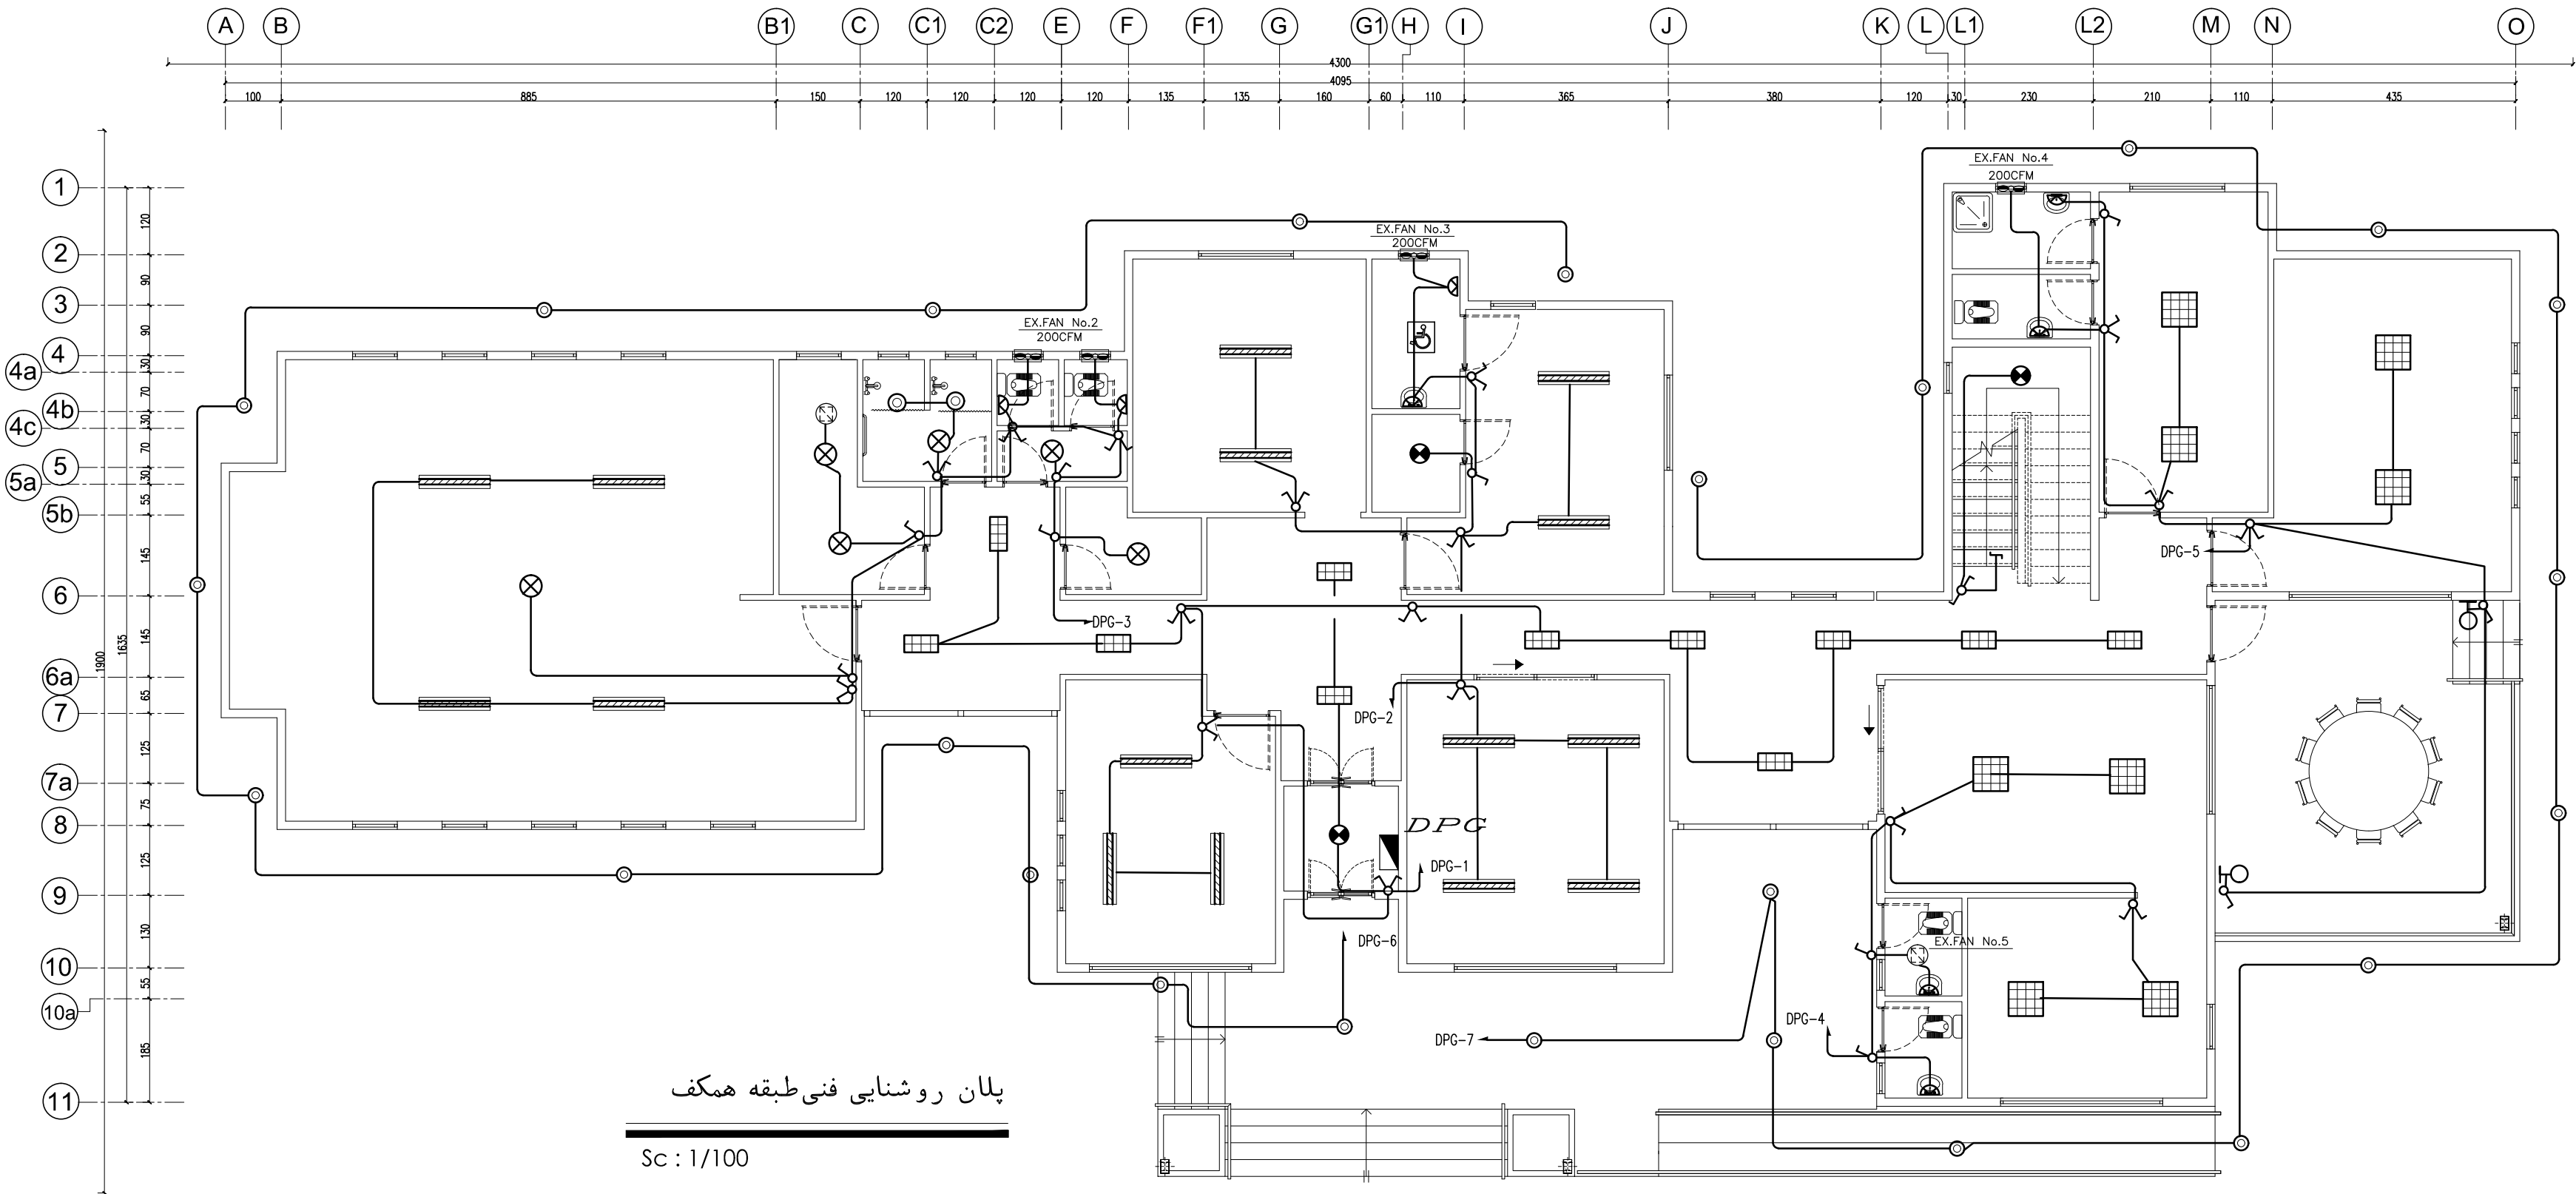 A B B1 C C1 C2 E F F1 G G1 H I J K L L1 L2 M N O
4300
4095
100 885 150 120 120 120 120 135 135 160 60 110 365 380 120 30 230 210 110 435
1
2
3
4
4a
4b
4c
5
5a
5b
6
6a
7
7a
8
9
10
10a
11
120
90
90
30
70
30
70
30
55
145
145
65
125
75
125
130
55
185
1635
1900
EX.FAN No.4
200CFM
EX.FAN No.3
200CFM
EX.FAN No.2
200CFM
DPG-5
DPG-3
DPG-2
DPG
DPG-1
DPG-6
EX.FAN No.5
DPG-4
DPG-7
پلان روشنایی فنی طبقه همکف
Sc : 1/100